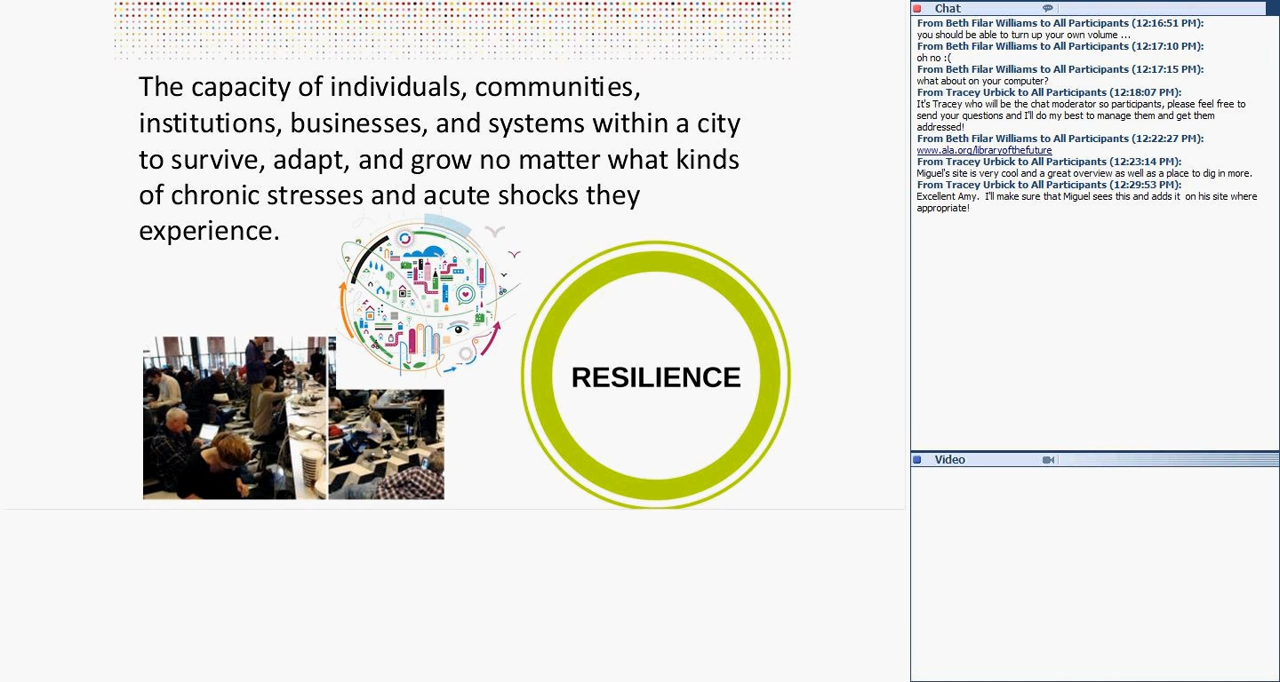 The capacity of individuals, communities,
institutions, businesses, and systems within a city
to survive, adapt, and grow no matter what kinds
of chronic stresses and acute shocks they
experience.
RESILIENCE
Chat
From Beth Filar Williams to All Participants (12:16:51 PM):
you should be able to turn up your own volume ...
From Beth Filar Williams to All Participants (12:17:10 PM):
oh no :(
From Beth Filar Williams to All Participants (12:17:15 PM):
what about on your computer?
From Tracey Urbick to All Participants (12:18:07 PM):
It's Tracey who will be the chat moderator so participants, please feel free to
send your questions and I'll do my best to manage them and get them
addressed!
From Beth Filar Williams to All Participants (12:22:27 PM):
www.ala.org/libraryofthefuture
From Tracey Urbick to All Participants (12:23:14 PM):
Miguel's site is very cool and a great overview as well as a place to dig in more.
From Tracey Urbick to All Participants (12:29:53 PM):
Excellent Amy.  I'll make sure that Miguel sees this and adds it  on his site where
appropriate!
Video